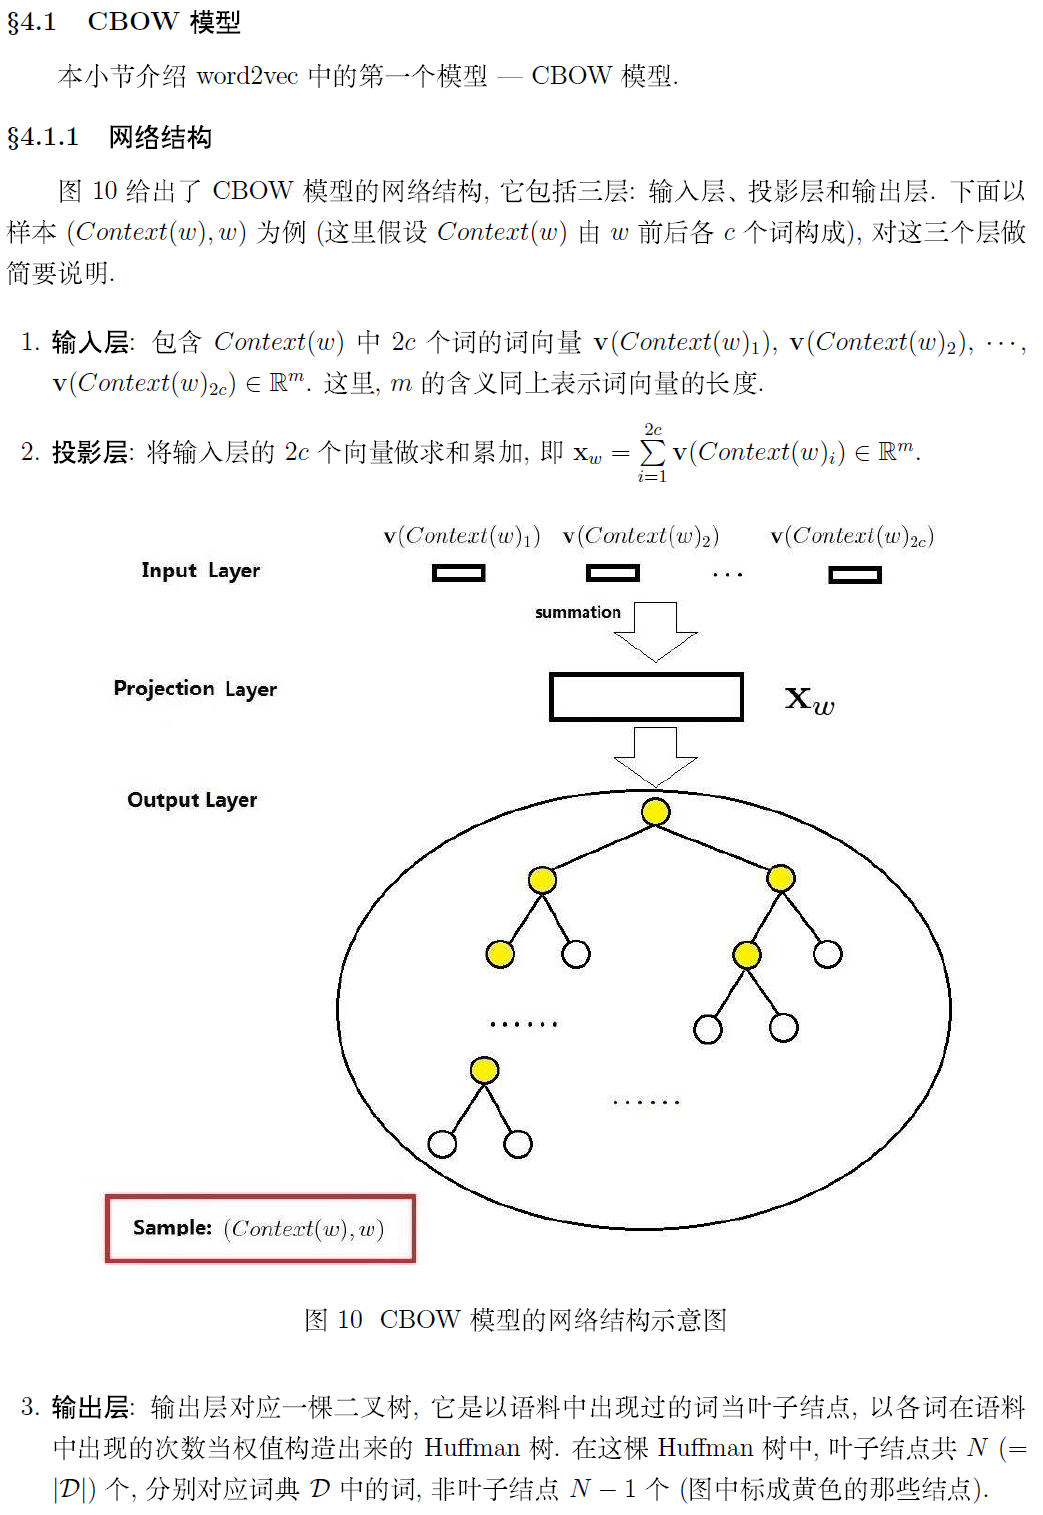 §4.1 CBOW 模型
本小节介绍 word2vec 中的第一个模型 — CBOW 模型.
§4.1.1 网络结构
图 10 给出了 CBOW 模型的网络结构, 它包括三层: 输入层、投影层和输出层. 下面以
样本 (Context(w), w) 为例 (这里假设 Context(w) 由 w 前后各 c 个词构成), 对这三个层做
简要说明.
1. 输入层: 包含 Context(w) 中 2c 个词的词向量 v(Context(w)₁), v(Context(w)₂), ⋯,
v(Context(w)₂c) ∈ ℝᵐ. 这里, m 的含义同上表示词向量的长度.
2. 投影层: 将输入层的 2c 个向量做求和累加, 即 x_w = ∑_{i=1}^{2c} v(Context(w)_i) ∈ ℝᵐ.
v(Context(w)₁) v(Context(w)₂) v(Context(w)₂c)
Input Layer ⋯
summation
Projection Layer x_w
Output Layer
……
……
Sample: (Context(w), w)
图 10 CBOW 模型的网络结构示意图
3. 输出层: 输出层对应一棵二叉树, 它是以语料中出现过的词当叶子结点, 以各词在语料
中出现的次数当权值构造出来的 Huffman 树. 在这棵 Huffman 树中, 叶子结点共 N (=
|𝒟|) 个, 分别对应词典 𝒟 中的词, 非叶子结点 N − 1 个 (图中标成黄色的那些结点).